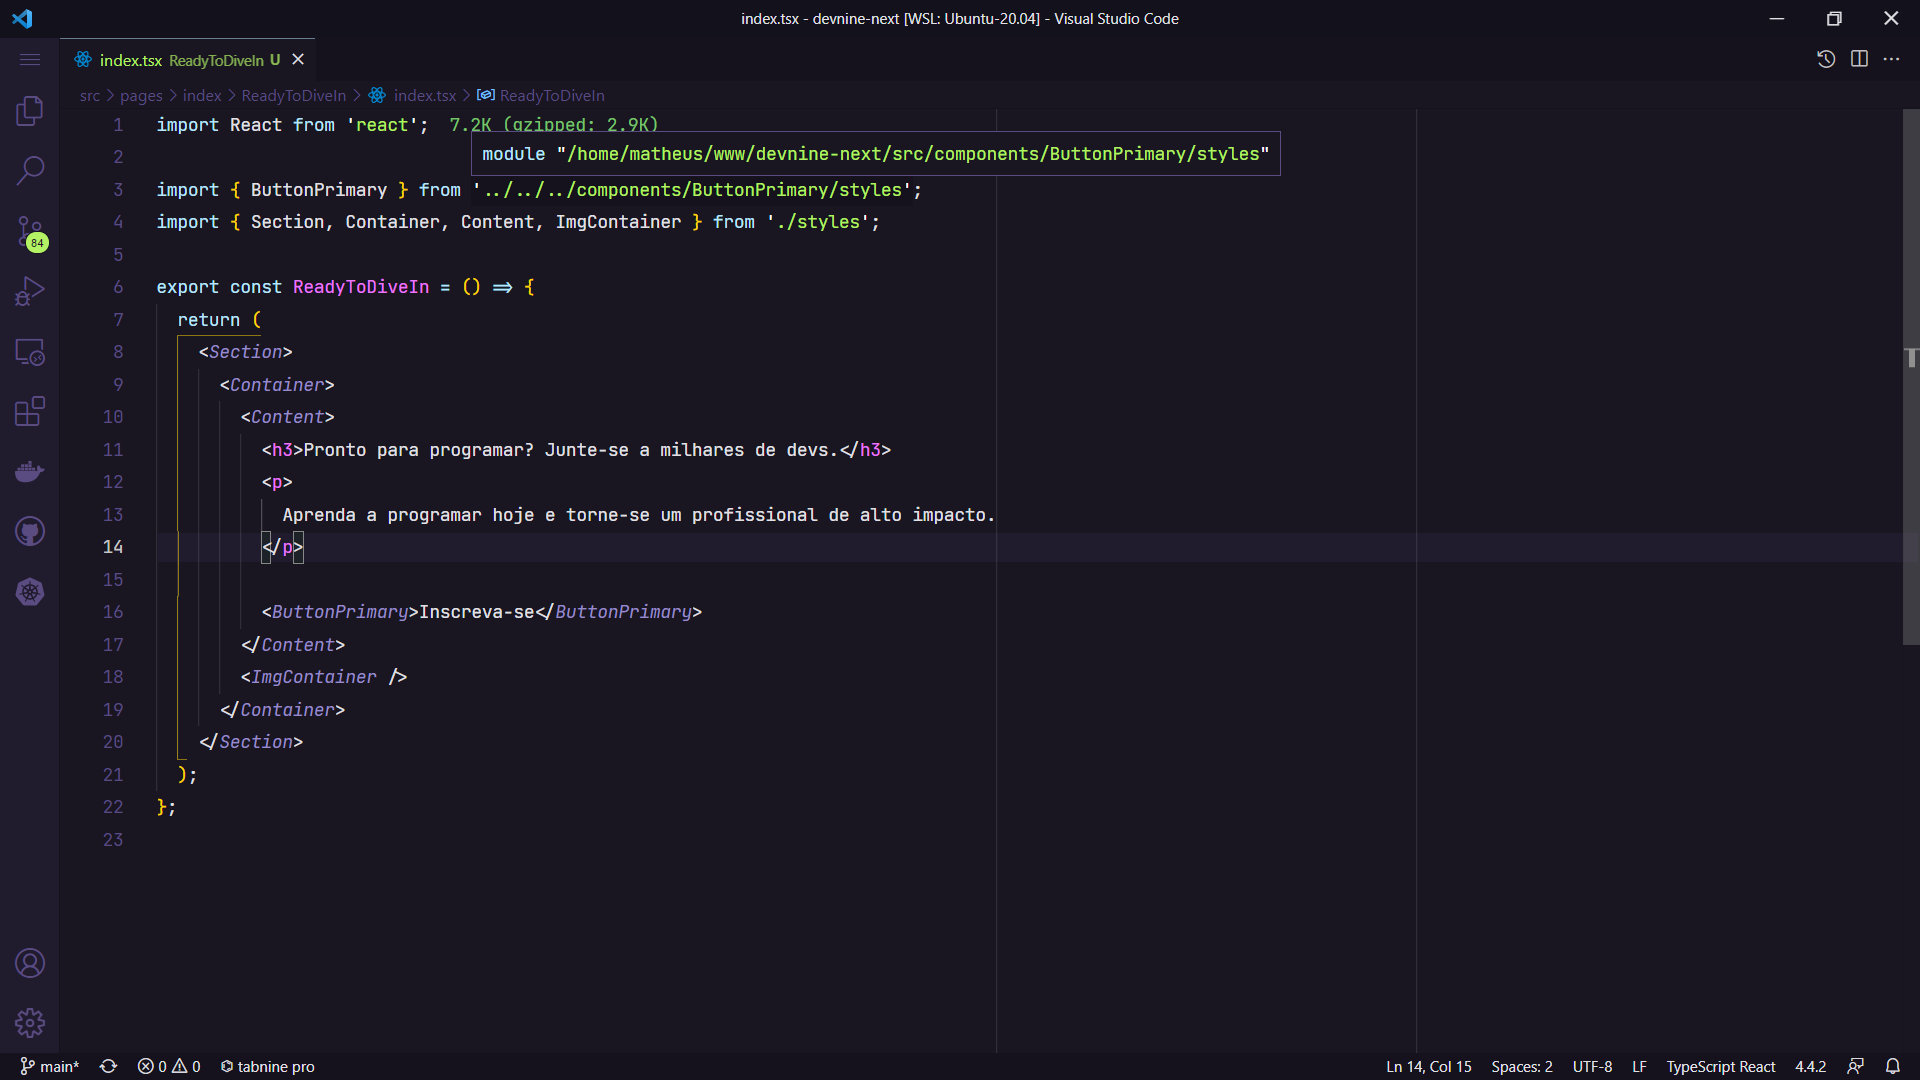 index.tsx - devnine-next [WSL: Ubuntu-20.04] - Visual Studio Code
index.tsx ReadyToDiveIn U
src > pages > index > ReadyToDiveIn > index.tsx > ReadyToDiveIn
1 import React from 'react'; 7.2K (gzipped: 2.9K)
2 module "/home/matheus/www/devnine-next/src/components/ButtonPrimary/styles"
3 import { ButtonPrimary } from '../../../components/ButtonPrimary/styles';
4 import { Section, Container, Content, ImgContainer } from './styles';
5
6 export const ReadyToDiveIn = () => {
7 return (
8 <Section>
9 <Container>
10 <Content>
11 <h3>Pronto para programar? Junte-se a milhares de devs.</h3>
12 <p>
13 Aprenda a programar hoje e torne-se um profissional de alto impacto.
14 </p>
15
16 <ButtonPrimary>Inscreva-se</ButtonPrimary>
17 </Content>
18 <ImgContainer />
19 </Container>
20 </Section>
21 );
22 };
23
84
main* 0 0 tabnine pro Ln 14, Col 15 Spaces: 2 UTF-8 LF TypeScript React 4.4.2